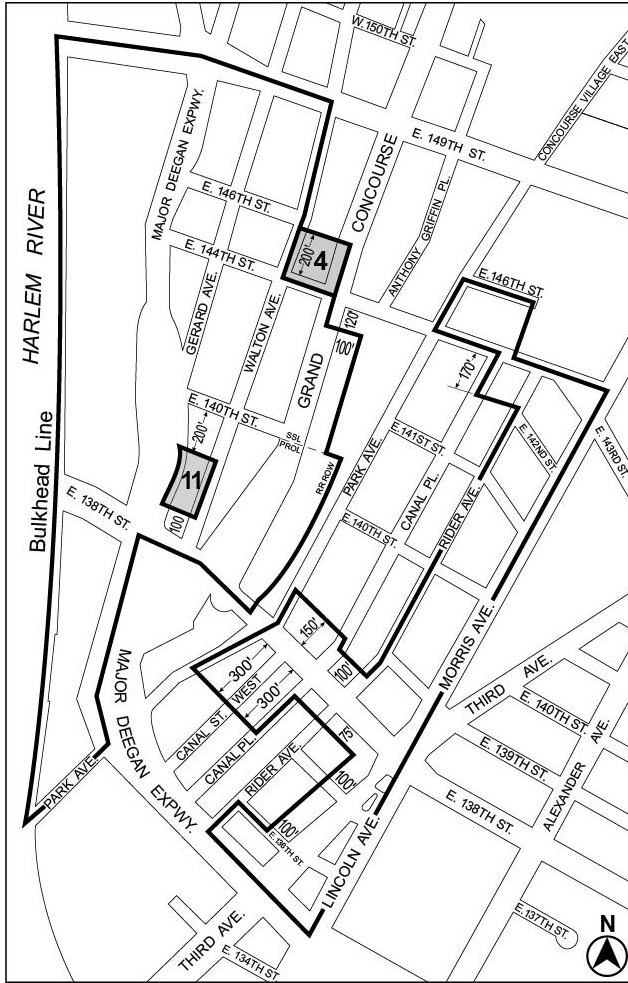 W. 150TH ST.
CONCOURSE VILLAGE EAST
E. 149TH ST.
MAJOR DEEGAN EXPWY.
CONCOURSE
ANTHONY GRIFFIN PL.
E. 146TH ST.
HARLEM RIVER
E. 144TH ST.
200'
4
E. 146TH ST.
GERARD AVE.
WALTON AVE.
120'
100'
GRAND
170'
E. 140TH ST.
200'
SSL
PROL
RR ROW
PARK AVE.
E. 141ST ST.
E. 142ND ST.
E. 143RD ST.
Bulkhead Line
11
CANAL PL.
RIDER AVE.
E. 138TH ST.
100'
E. 140TH ST.
MORRIS AVE.
150'
100'
300'
300'
CANAL ST. WEST
CANAL PL.
RIDER AVE.
75'
100'
100'
E. 136TH ST.
MAJOR DEEGAN EXPWY.
THIRD AVE.
E. 140TH ST.
E. 139TH ST.
E. 138TH ST.
ALEXANDER AVE.
PARK AVE.
LINCOLN AVE.
E. 137TH ST.
THIRD AVE.
E. 134TH ST.
N